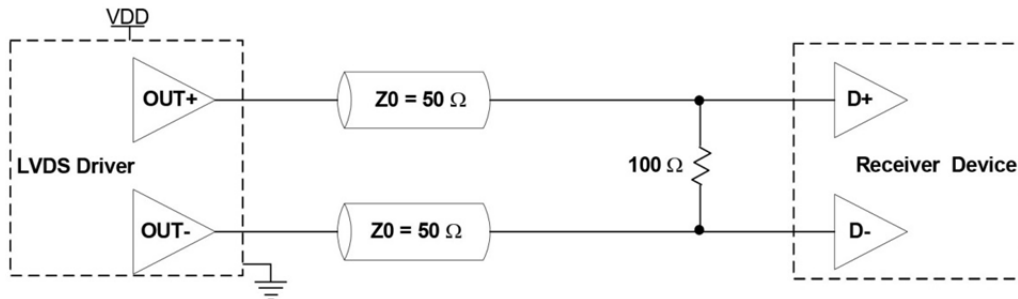 VDD
OUT+
Z0 = 50 Ω
D+
LVDS Driver
100 Ω
Receiver Device
OUT-
Z0 = 50 Ω
D-